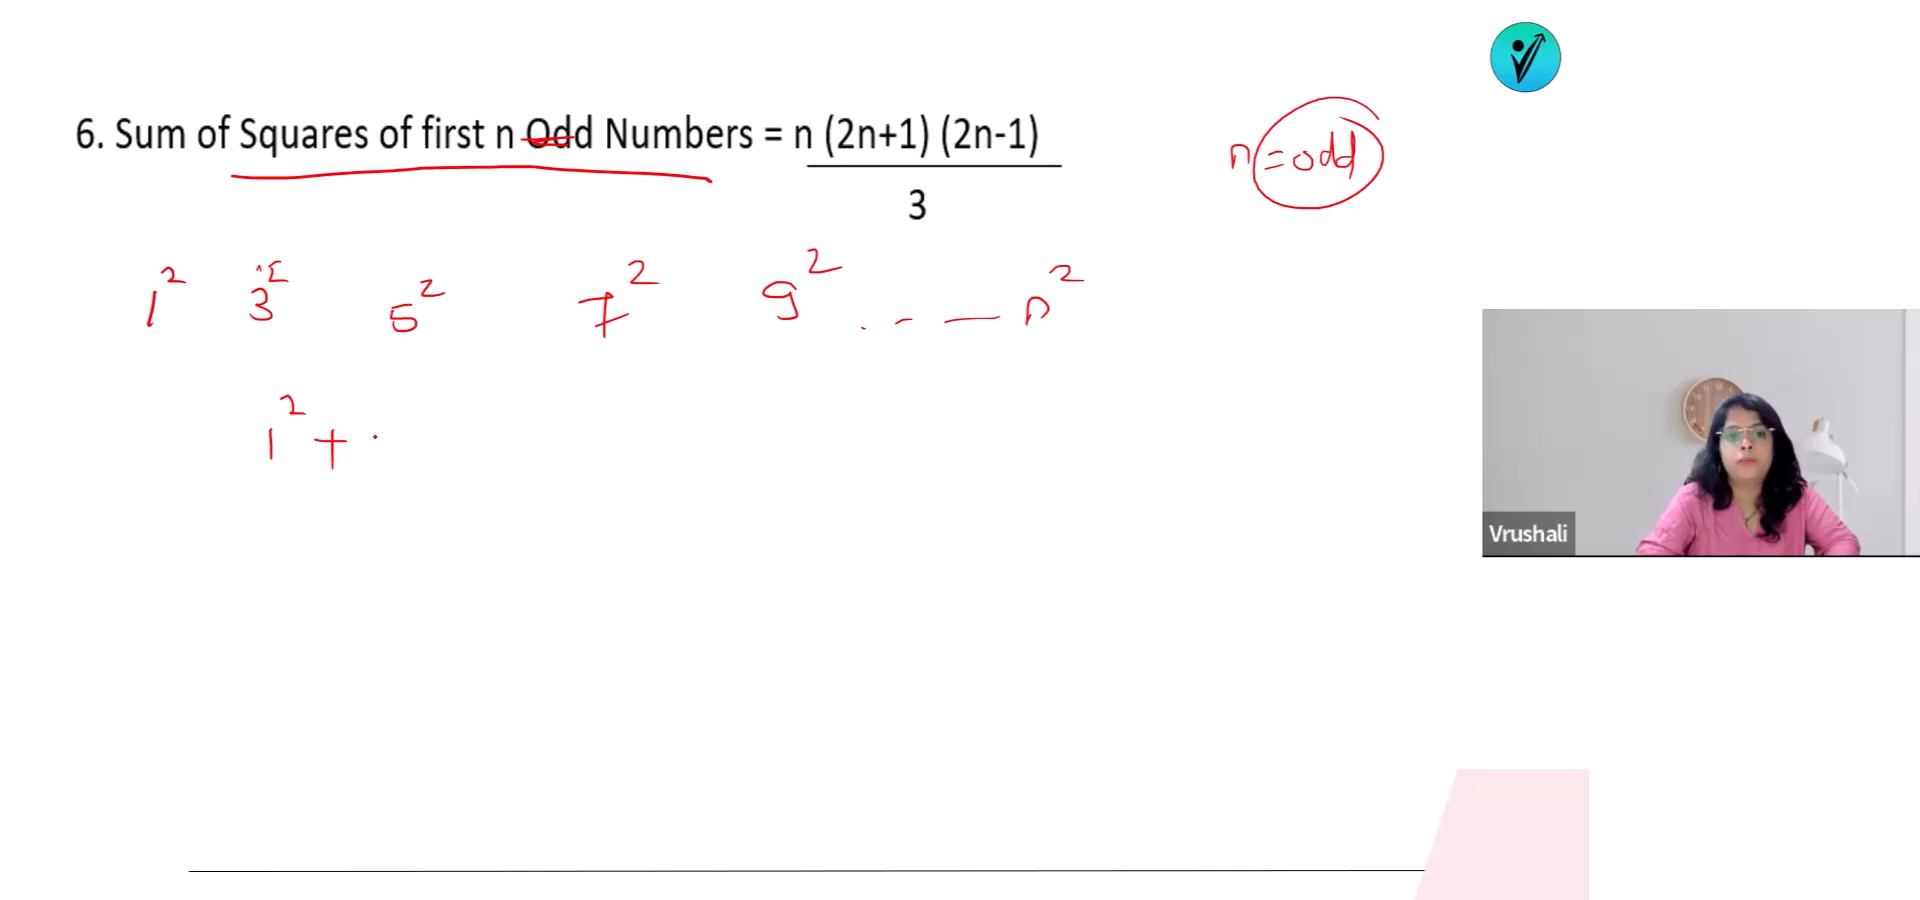 6. Sum of Squares of first n Odd Numbers = n (2n+1) (2n-1)
3
n = odd
1² 3² 5² 7² 9² . - — n²
1² +
Vrushali